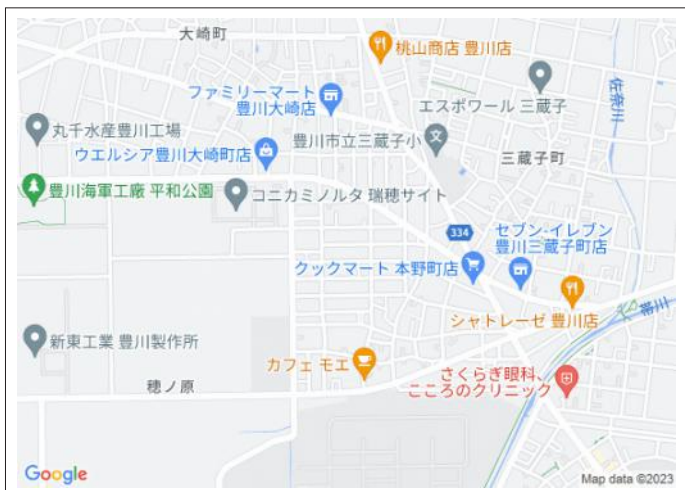 大崎町
桃山商店 豊川店
ファミリーマート
豊川大崎店
エスポワール 三蔵子
佐奈川
丸千水産豊川工場
豊川市立三蔵子小
文
ウエルシア豊川大崎町店
三蔵子町
豊川海軍工廠 平和公園
コニカミノルタ 瑞穂サイト
334
セブン-イレブン
豊川三蔵子町店
クックマート 本野町店
シャトレーゼ 豊川店
帯川
新東工業 豊川製作所
カフェ モエ
さくらぎ眼科、
こころのクリニック
穂ノ原
Google
Map data ©2023